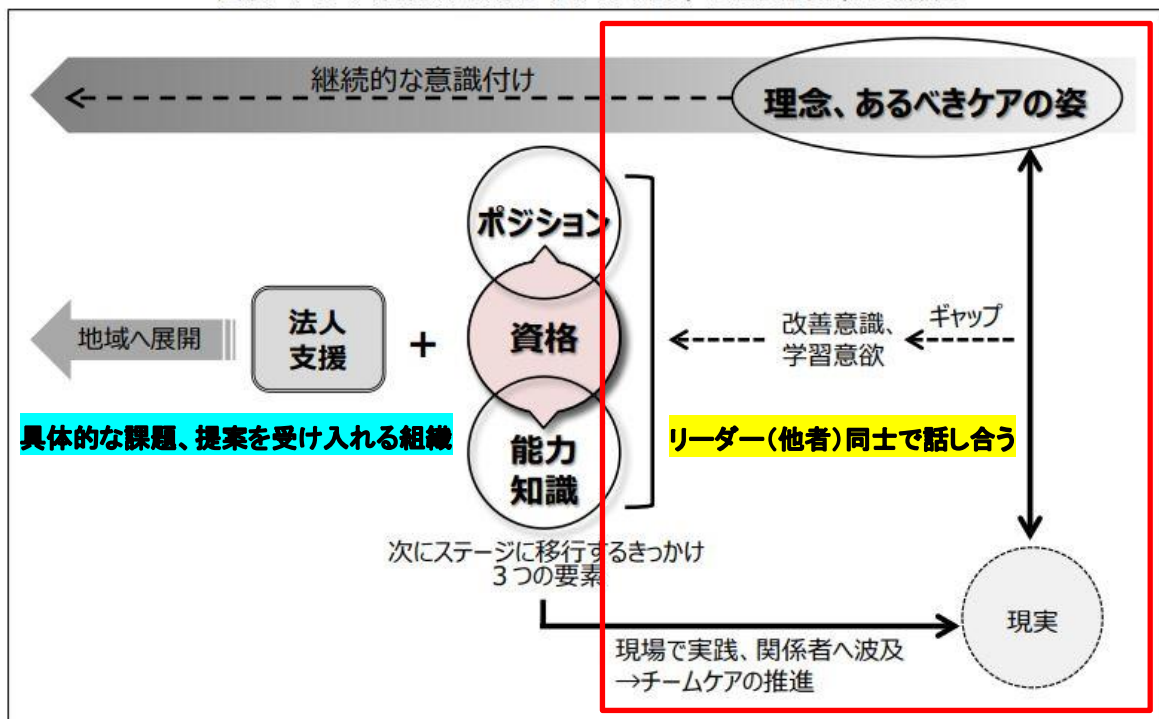 継続的な意識付け
理念、あるべきケアの姿
ポジション
資格
能力
知識
法人
支援
+
地域へ展開
改善意識、
学習意欲
ギャップ
具体的な課題、提案を受け入れる組織
リーダー(他者)同士で話し合う
次にステージに移行するきっかけ
3つの要素
現場で実践、関係者へ波及
→チームケアの推進
現実